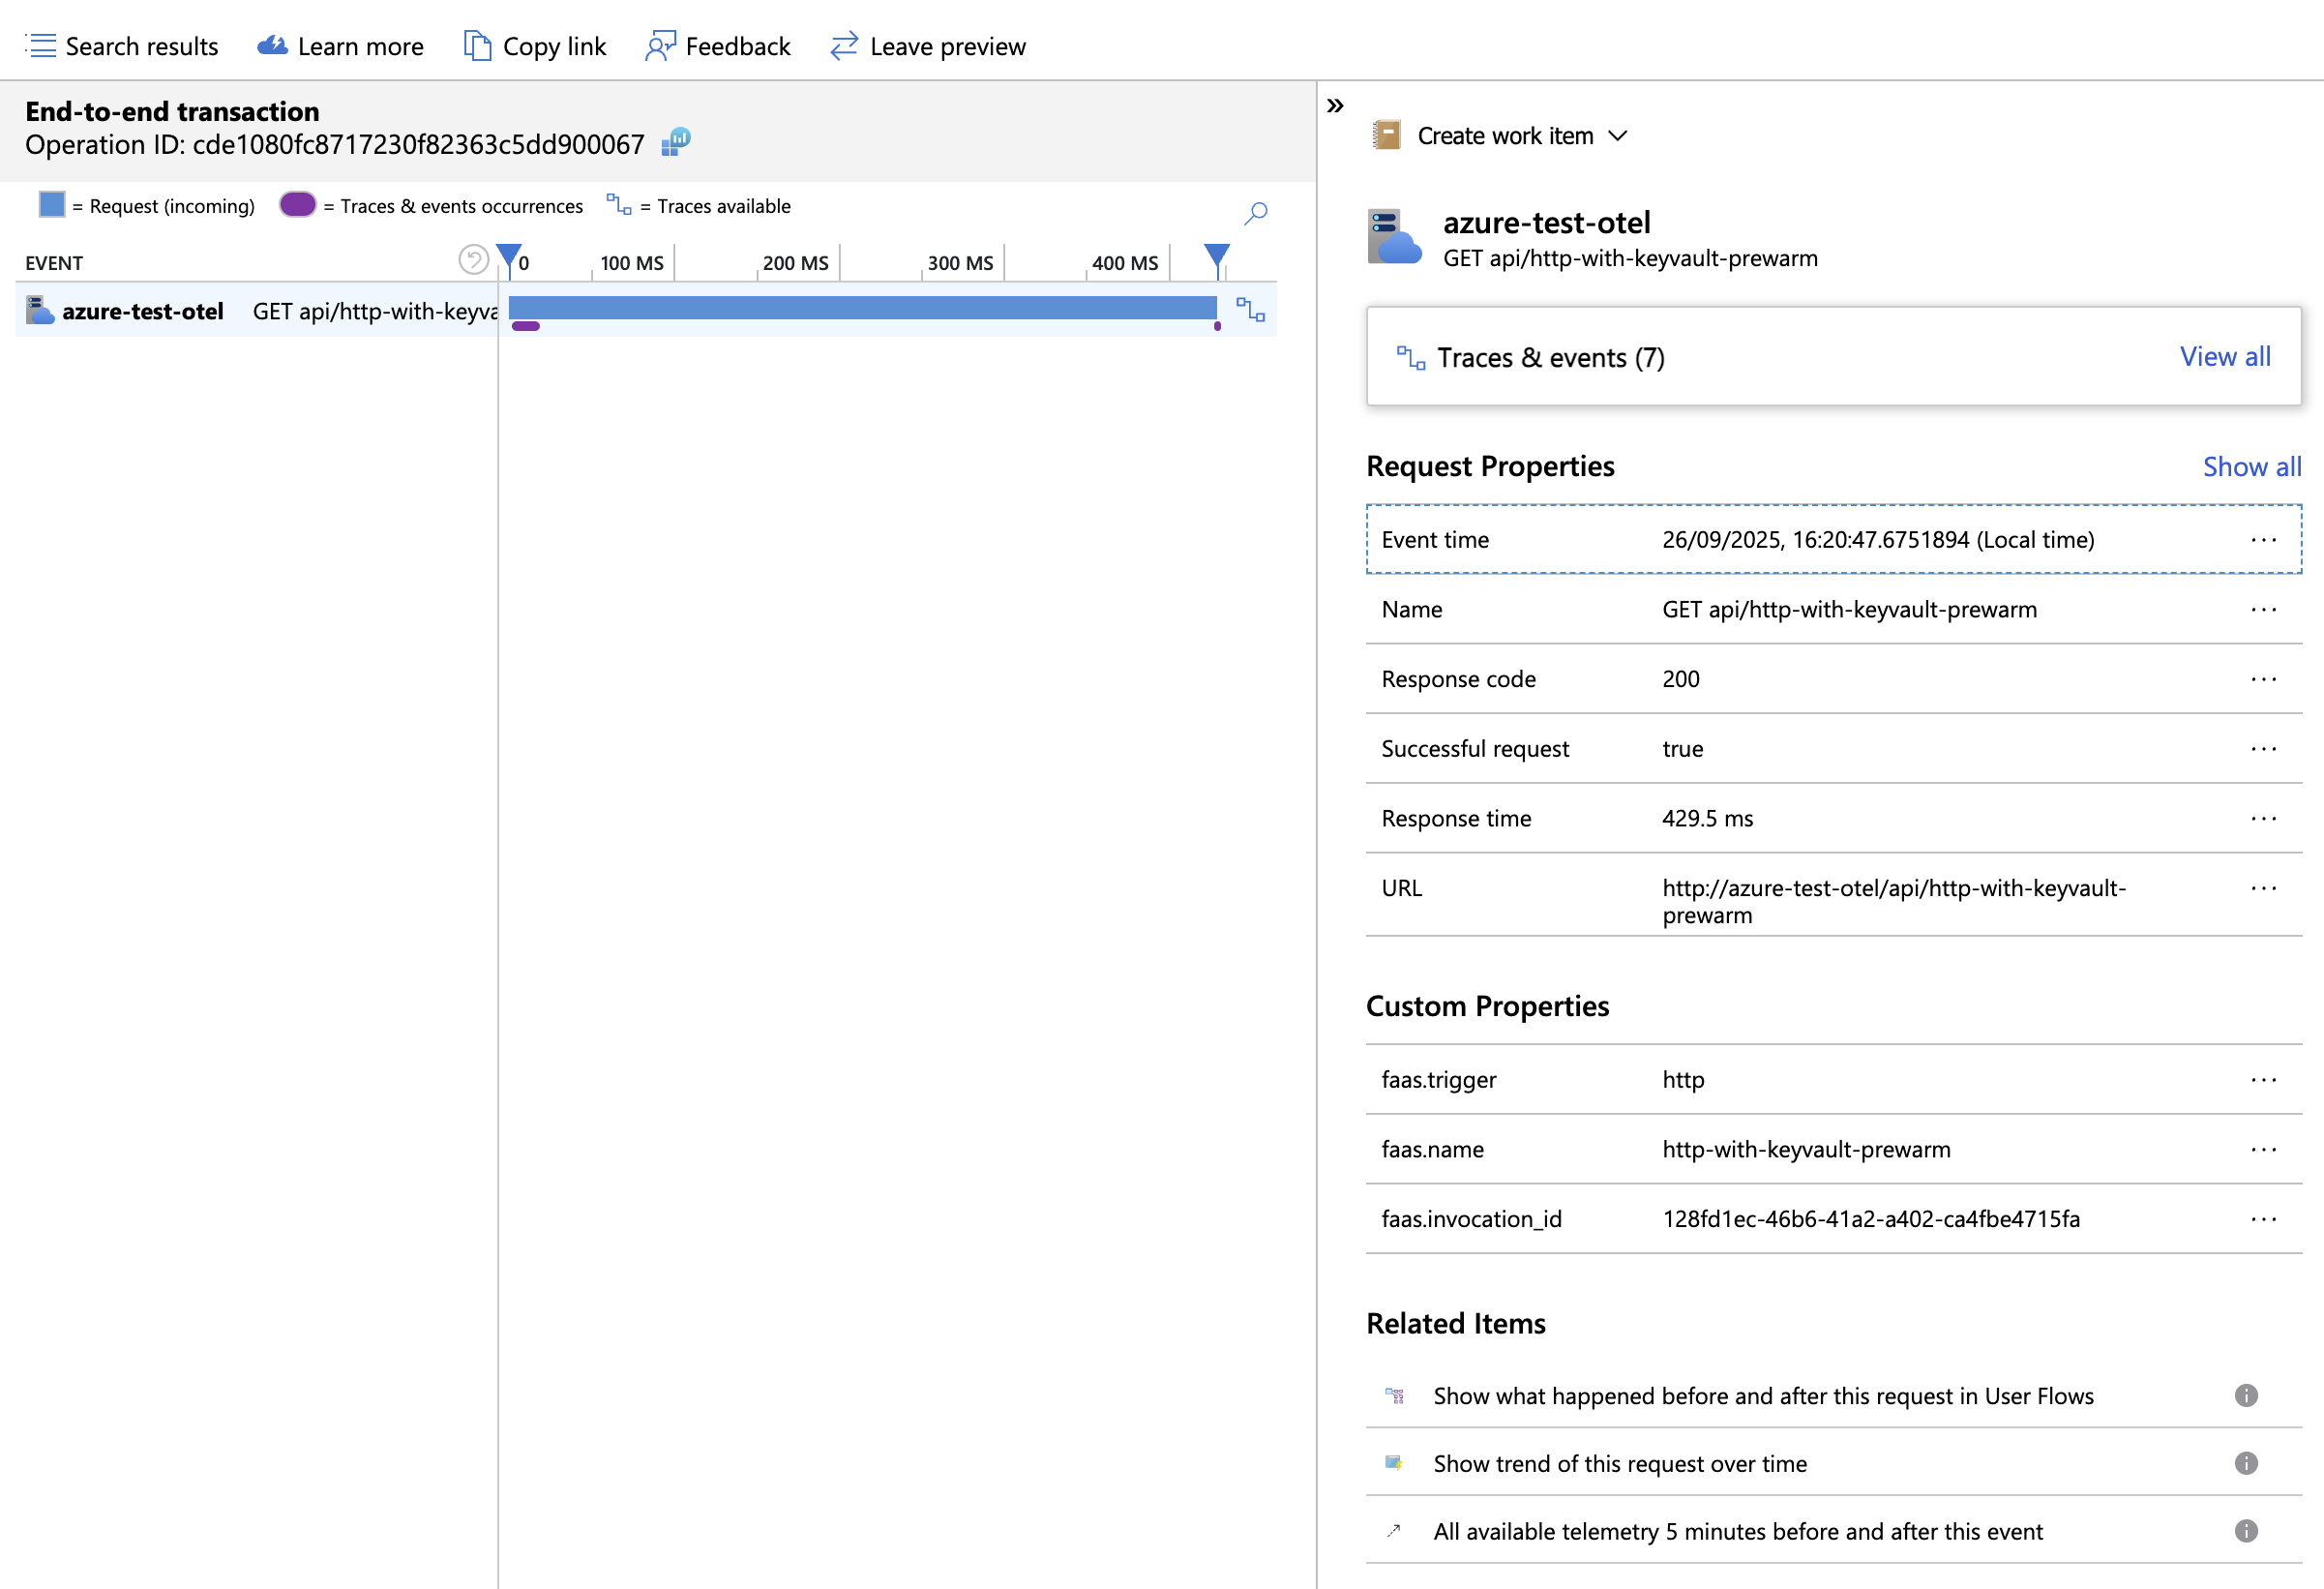 Search results
Learn more
Copy link
Feedback
Leave preview
End-to-end transaction
Operation ID: cde1080fc8717230f82363c5dd900067
= Request (incoming)
= Traces & events occurrences
= Traces available
EVENT
0
100 MS
200 MS
300 MS
400 MS
azure-test-otel
GET api/http-with-keyva
Create work item
azure-test-otel
GET api/http-with-keyvault-prewarm
Traces & events (7)
View all
Request Properties
Show all
Event time
26/09/2025, 16:20:47.6751894 (Local time)
Name
GET api/http-with-keyvault-prewarm
Response code
200
Successful request
true
Response time
429.5 ms
URL
http://azure-test-otel/api/http-with-keyvault-
prewarm
Custom Properties
faas.trigger
http
faas.name
http-with-keyvault-prewarm
faas.invocation_id
128fd1ec-46b6-41a2-a402-ca4fbe4715fa
Related Items
Show what happened before and after this request in User Flows
Show trend of this request over time
All available telemetry 5 minutes before and after this event